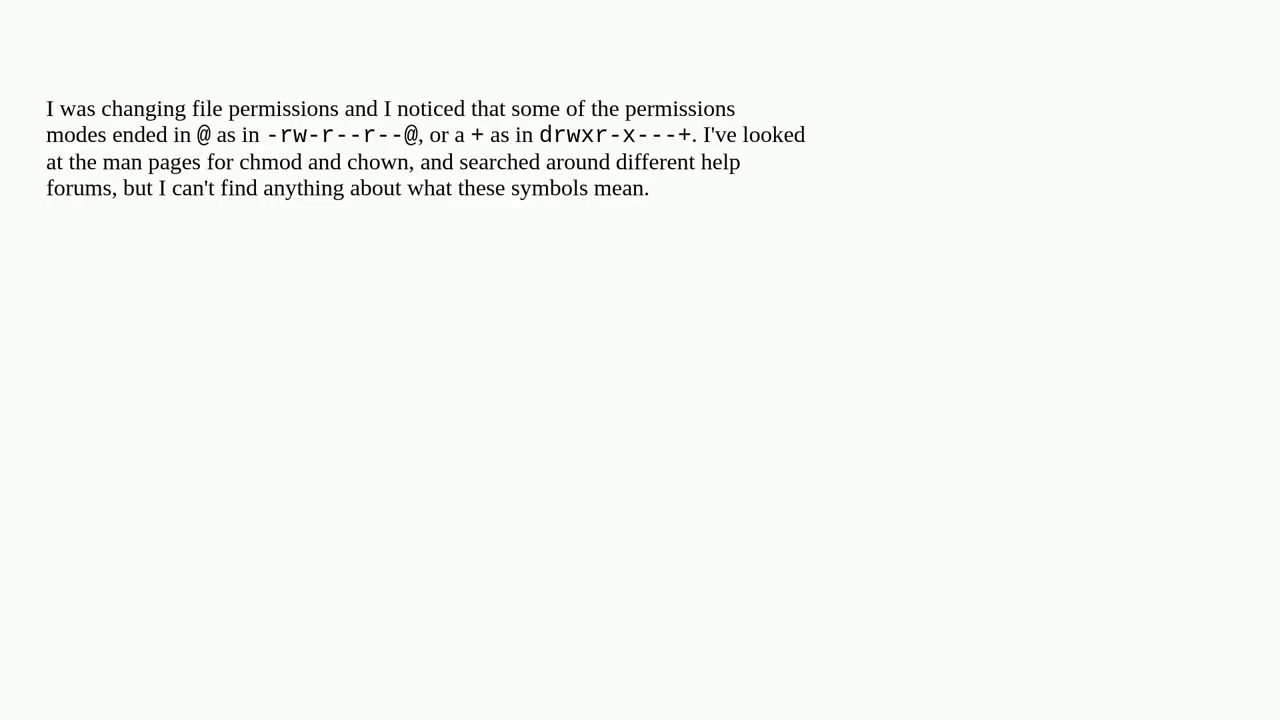 I was changing file permissions and I noticed that some of the permissions
modes ended in @ as in -rw-r--r--@, or a + as in drwxr-x---+. I've looked
at the man pages for chmod and chown, and searched around different help
forums, but I can't find anything about what these symbols mean.